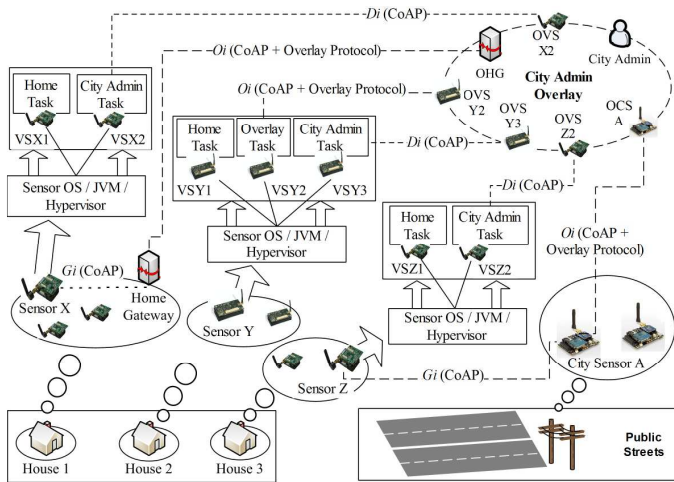 Di (CoAP)
OVS
X2
City Admin
Oi (CoAP + Overlay Protocol)
OHG
City Admin
Overlay
Home
Task
City Admin
Task
VSX1
VSX2
Oi (CoAP + Overlay Protocol)
OVS
Y2
OVS
Y3
OVS
Z2
OCS
A
Home
Task
Overlay
Task
City Admin
Task
VSY1
VSY2
VSY3
Di (CoAP)
Sensor OS / JVM /
Hypervisor
Di (CoAP)
Sensor OS / JVM /
Hypervisor
Home
Task
City Admin
Task
VSZ1
VSZ2
Oi (CoAP +
Overlay Protocol)
Gi (CoAP)
Sensor X
Home
Gateway
Sensor Y
Sensor OS / JVM
/ Hypervisor
Sensor Z
Gi (CoAP)
City Sensor A
House 1
House 2
House 3
Public
Streets